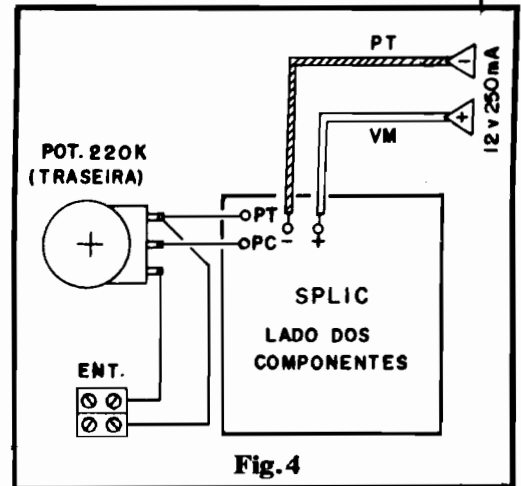 PT
-
+
12v 250mA
VM
POT. 220K
(TRASEIRA)
PT
PC - +
SPLIC
LADO DOS
COMPONENTES
ENT.
Fig. 4